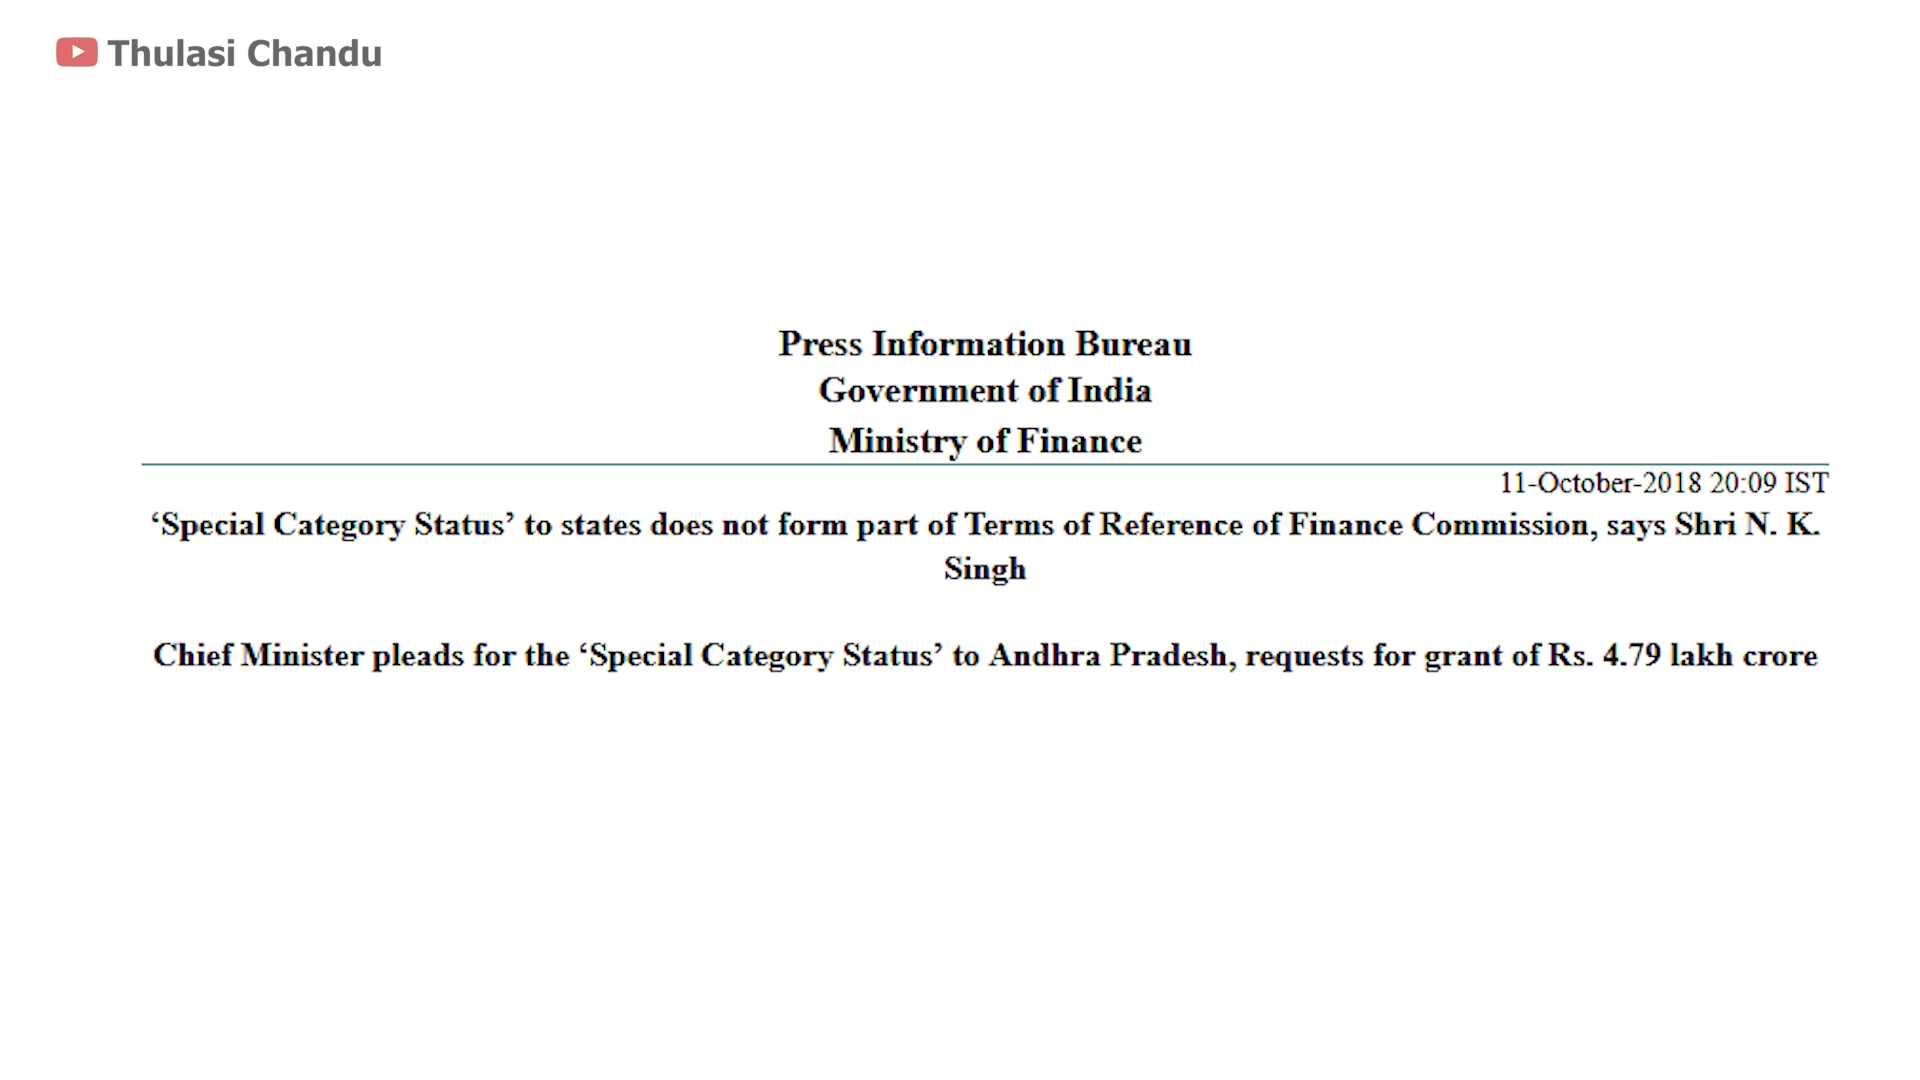 Thulasi Chandu
Press Information Bureau
Government of India
Ministry of Finance
11-October-2018 20:09 IST
‘Special Category Status’ to states does not form part of Terms of Reference of Finance Commission, says Shri N. K.
Singh
Chief Minister pleads for the ‘Special Category Status’ to Andhra Pradesh, requests for grant of Rs. 4.79 lakh crore